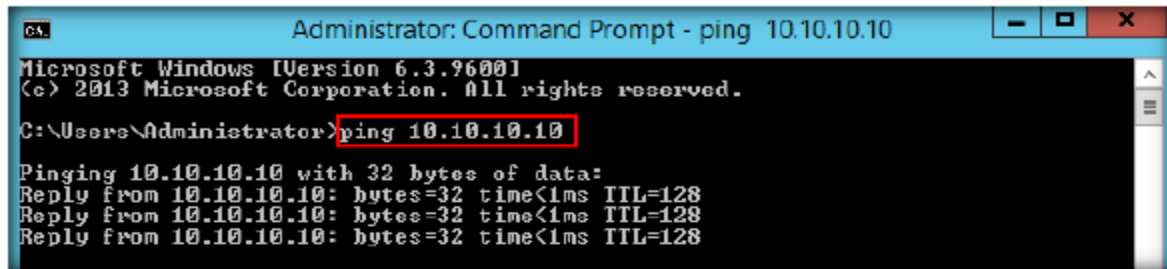 Administrator: Command Prompt - ping 10.10.10.10
Microsoft Windows [Version 6.3.9600]
(c) 2013 Microsoft Corporation. All rights reserved.
C:\Users\Administrator>ping 10.10.10.10
Pinging 10.10.10.10 with 32 bytes of data:
Reply from 10.10.10.10: bytes=32 time<1ms TTL=128
Reply from 10.10.10.10: bytes=32 time<1ms TTL=128
Reply from 10.10.10.10: bytes=32 time<1ms TTL=128